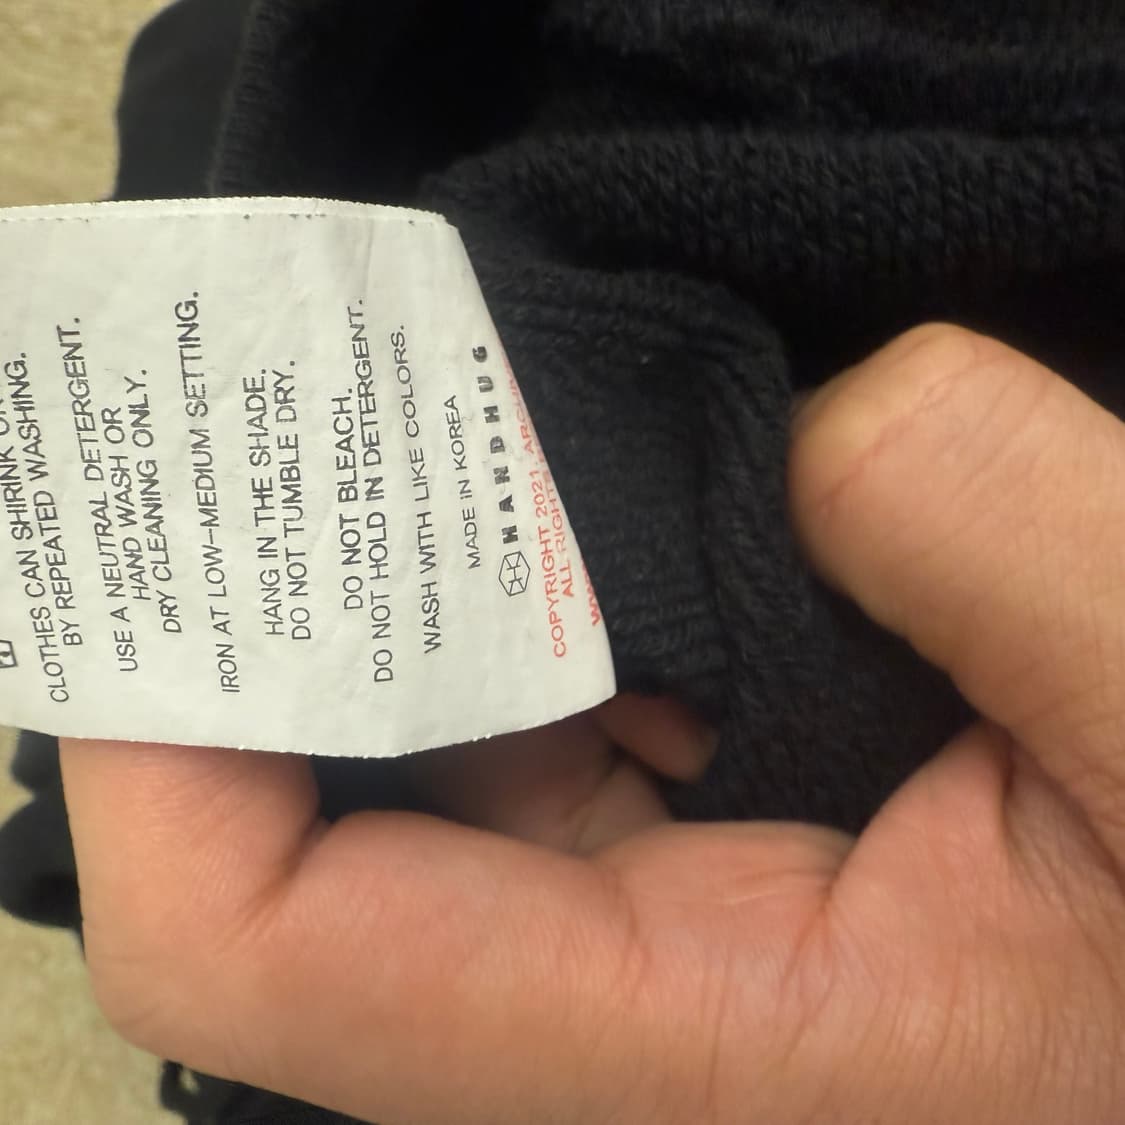 CLOTHES CAN SHRINK
BY REPEATED WASHING.
USE A NEUTRAL DETERGENT.
HAND WASH OR
DRY CLEANING ONLY.
IRON AT LOW-MEDIUM SETTING.
HANG IN THE SHADE.
DO NOT TUMBLE DRY.
DO NOT BLEACH.
DO NOT HOLD IN DETERGENT.
WASH WITH LIKE COLORS.
MADE IN KOREA
HANDHUG
COPYRIGHT 2021.
ALL RIGHTS